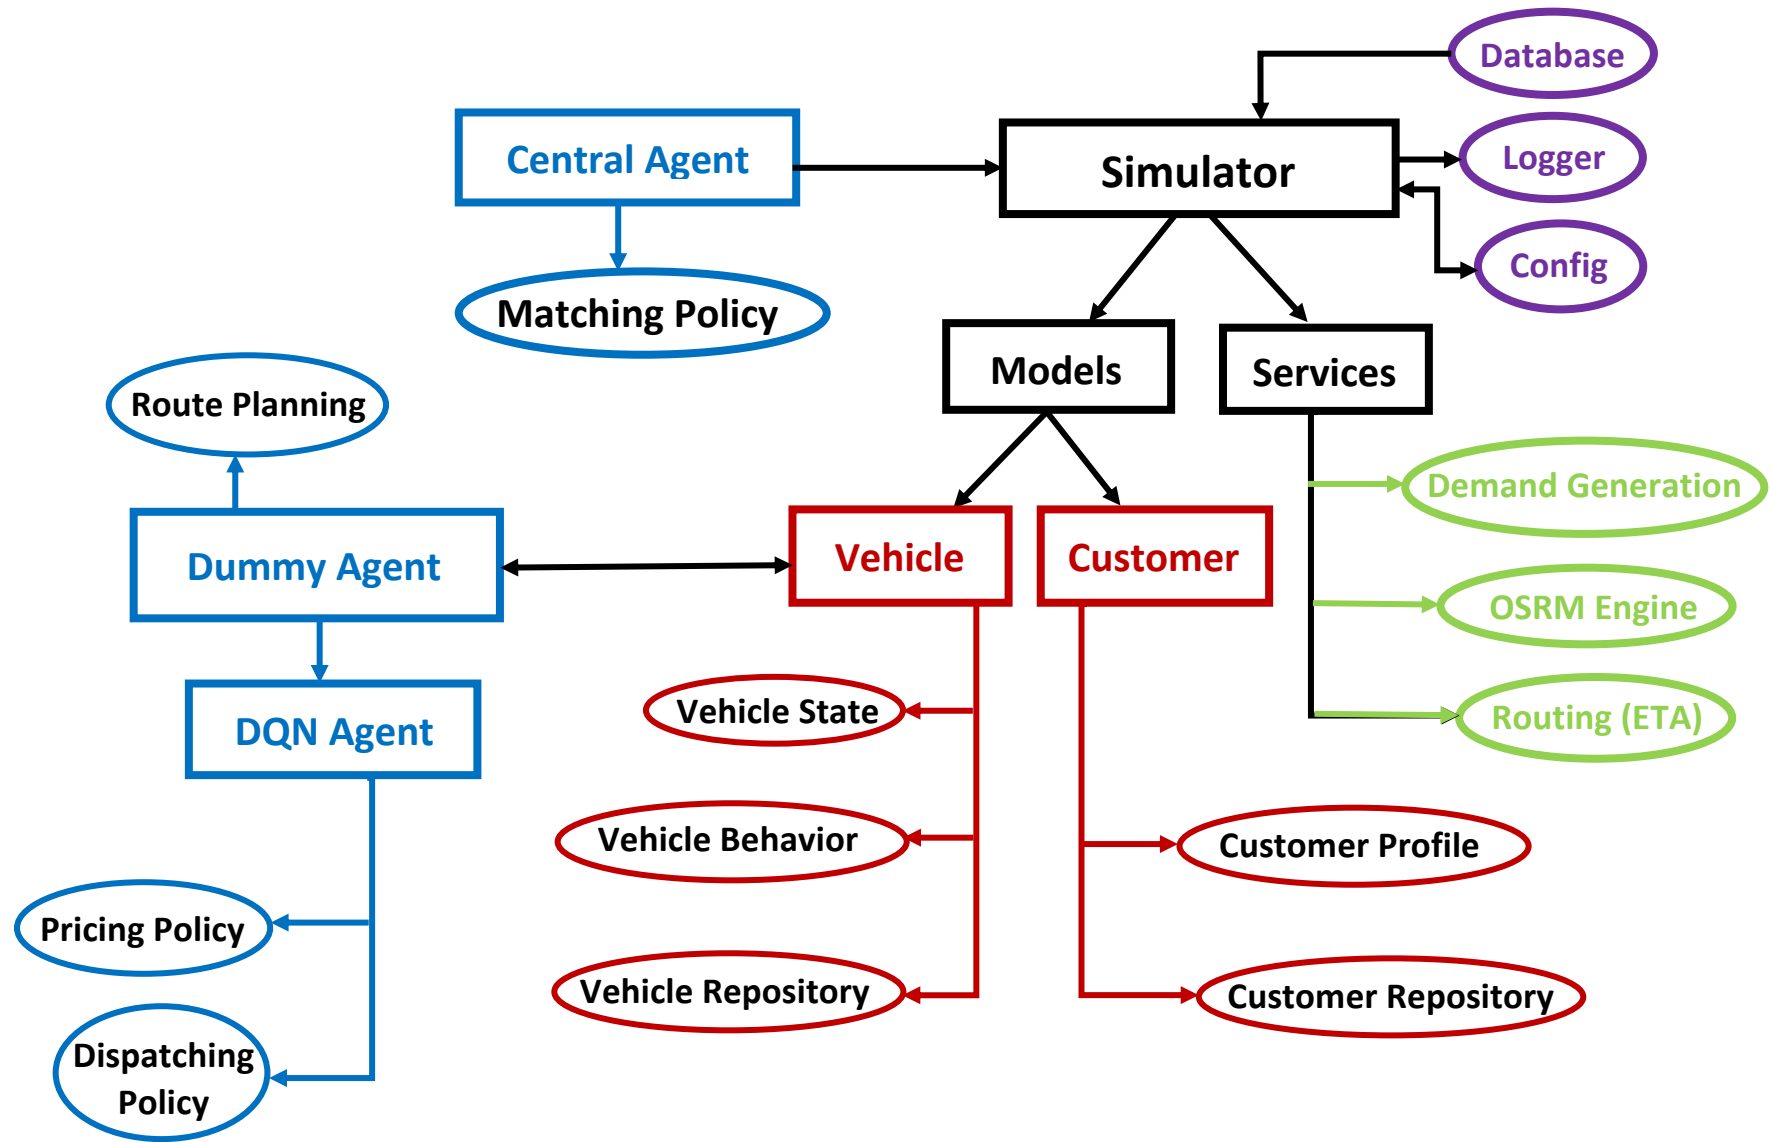 Database
Central Agent
Simulator
Logger
Config
Matching Policy
Models
Services
Route Planning
Demand Generation
Dummy Agent
Vehicle
Customer
OSRM Engine
DQN Agent
Vehicle State
Routing (ETA)
Vehicle Behavior
Customer Profile
Pricing Policy
Vehicle Repository
Customer Repository
Dispatching
Policy